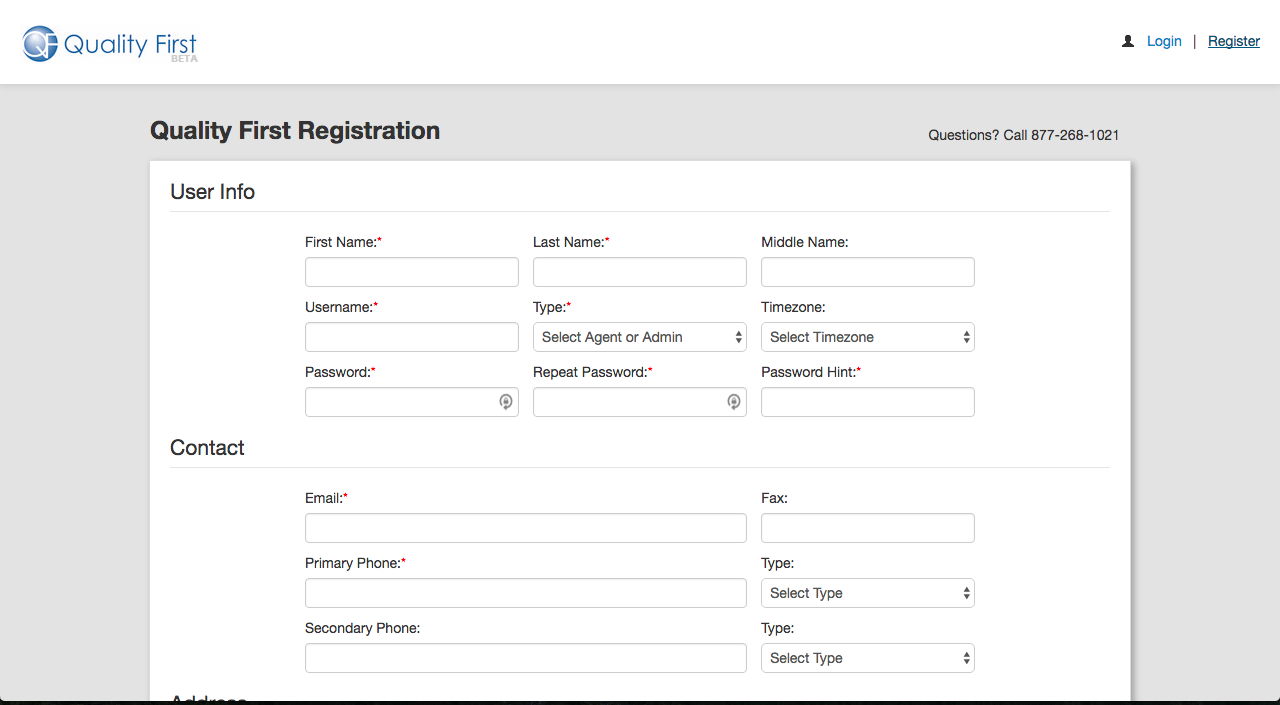 QF Quality First
BETA
Login | Register
Quality First Registration
Questions? Call 877-268-1021
User Info
First Name:* Last Name:* Middle Name:
Username:* Type:* Timezone:
Select Agent or Admin Select Timezone
Password:* Repeat Password:* Password Hint:*
Contact
Email:* Fax:
Primary Phone:* Type:
Select Type
Secondary Phone: Type:
Select Type
Address